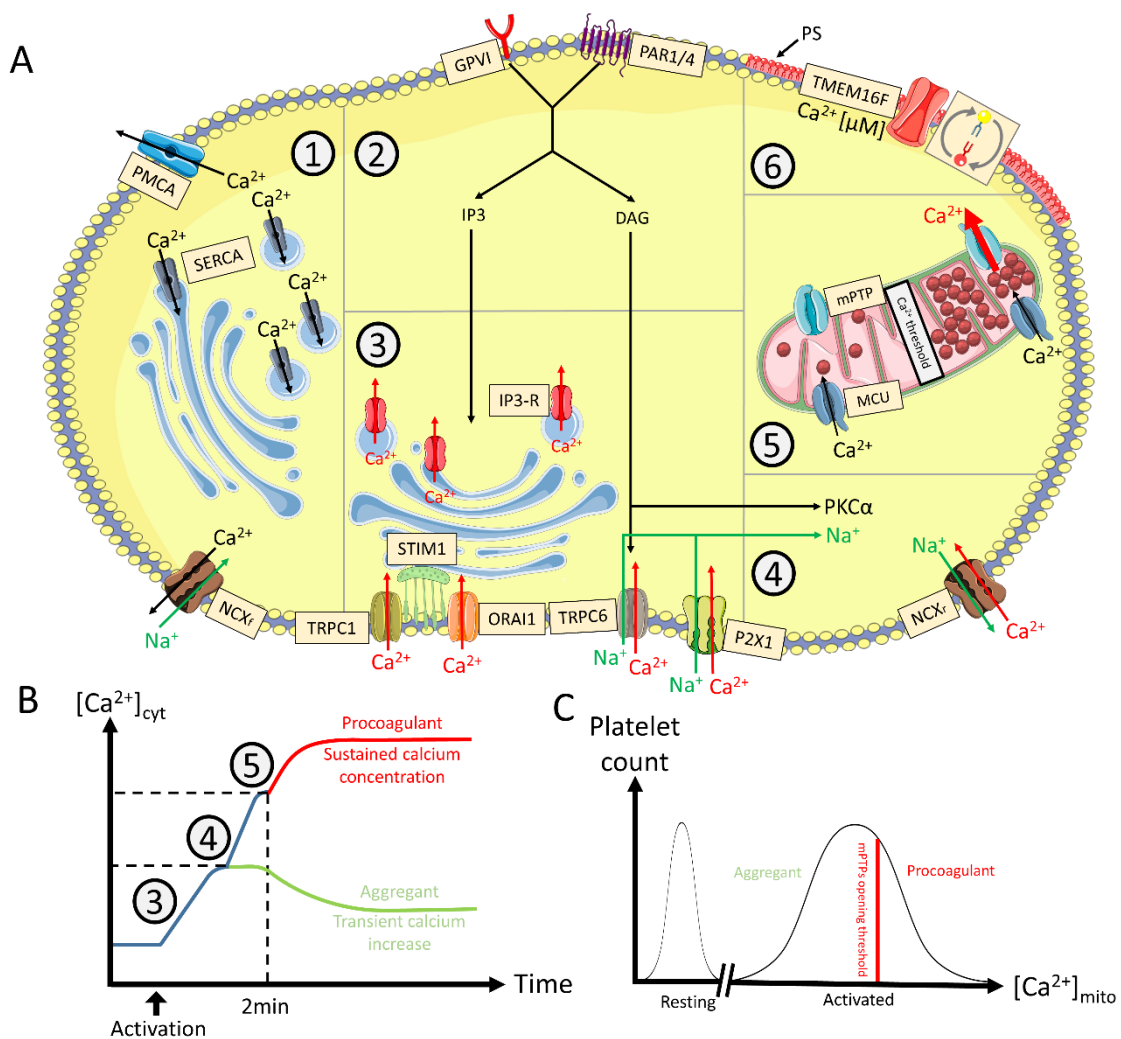 A
PS
GPVI
PAR1/4
TMEM16F
Ca²⁺ [µM]
PMCA
Ca²⁺
1
2
6
Ca²⁺
Ca²⁺
SERCA
Ca²⁺
Ca²⁺
IP3
DAG
Ca²⁺
mPTP
Ca²⁺ threshold
Ca²⁺
MCU
Ca²⁺
5
3
IP3-R
Ca²⁺
Ca²⁺
Ca²⁺
PKCα
Na⁺
4
Ca²⁺
Na⁺
NCXf
STIM1
TRPC1
Ca²⁺
Ca²⁺
ORAI1
TRPC6
Na⁺
Ca²⁺
P2X1
Na⁺
Ca²⁺
Na⁺
NCXr
Ca²⁺
B
[Ca²⁺]cyt
Procoagulant
Sustained calcium
concentration
5
4
3
Aggregant
Transient calcium
increase
2min
Time
Activation
C
Platelet
count
Aggregant
mPTPs opening threshold
Procoagulant
Resting
Activated
[Ca²⁺]mito